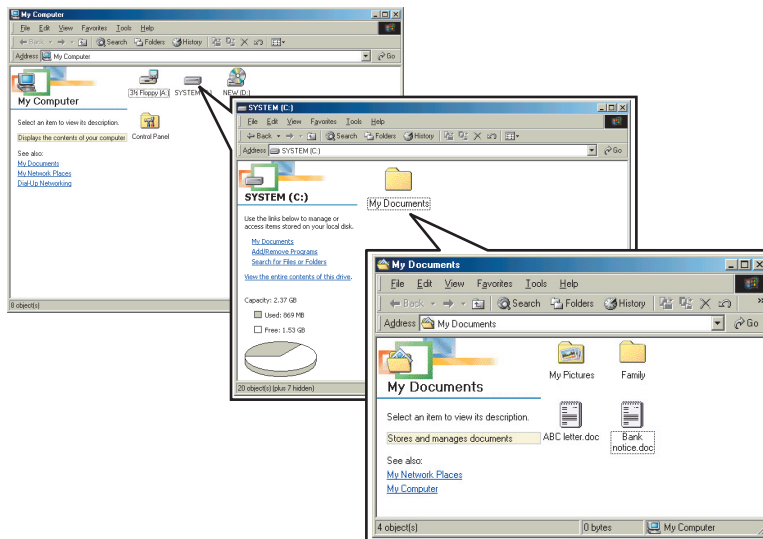 My Computer
File Edit View Favorites Tools Help
Back Search Folders History
Address My Computer Go
My Computer
Select an item to view its description.
Displays the contents of your computer
See also:
My Documents
My Network Places
Dial-Up Networking
3½ Floppy (A:) SYSTEM NEW (D:)
Control Panel
8 object(s)
SYSTEM (C:)
File Edit View Favorites Tools Help
Back Search Folders History
Address SYSTEM (C:) Go
SYSTEM (C:)
Use the links below to manage or
access items stored on your local disk.
My Documents
Add/Remove Programs
Search for Files or Folders
View the entire contents of this drive.
Capacity: 2.37 GB
Used: 869 MB
Free: 1.53 GB
My Documents
20 object(s) (plus 7 hidden)
My Documents
File Edit View Favorites Tools Help
Back Search Folders History »
Address My Documents Go
My Documents
Select an item to view its description.
Stores and manages documents
See also:
My Network Places
My Computer
My Pictures Family
ABC letter.doc Bank
notice.doc
4 object(s) 0 bytes My Computer